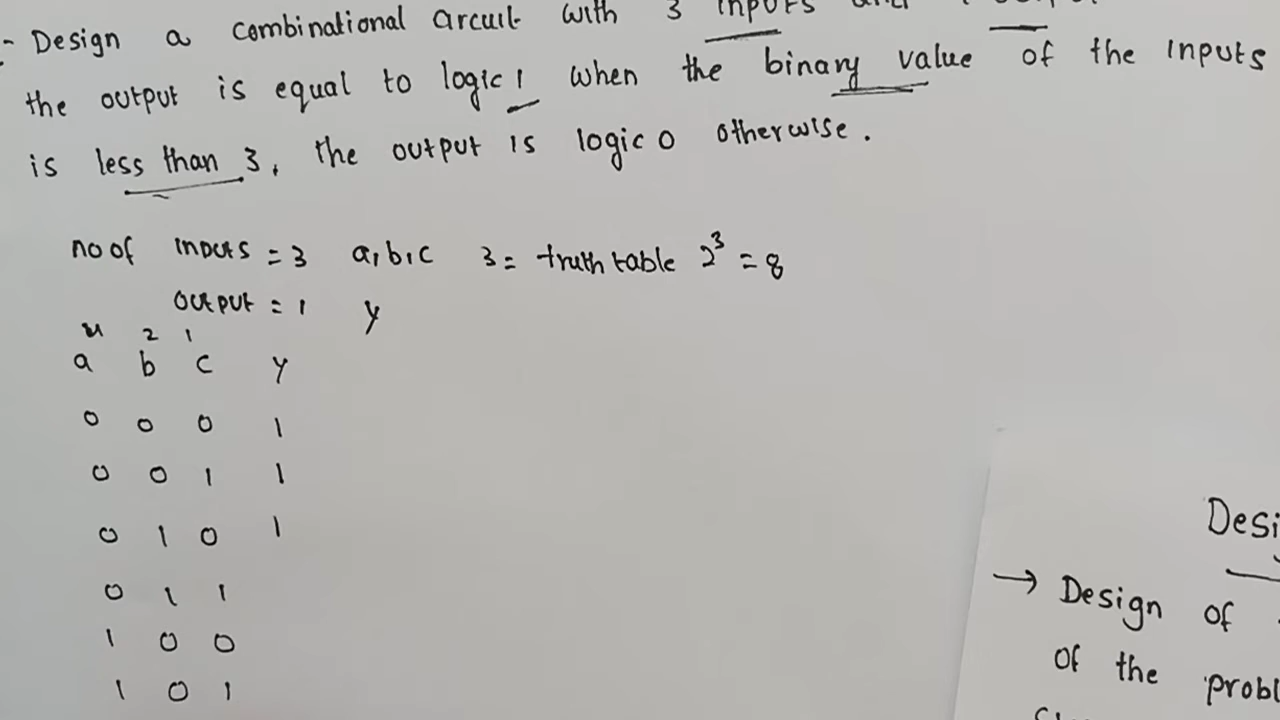 Design a combinational circuit with 3 inputs
the output is equal to logic 1 when the binary value of the inputs
is less than 3, the output is logic 0 otherwise.
no of inputs = 3 a, b, c 3 = truth table 2³ = 8
output = 1 y
4 2 1
a b c y
0 0 0 1
0 0 1 1
0 1 0 1
0 1 1
1 0 0
1 0 1
Desi
→ Design of
of the probl